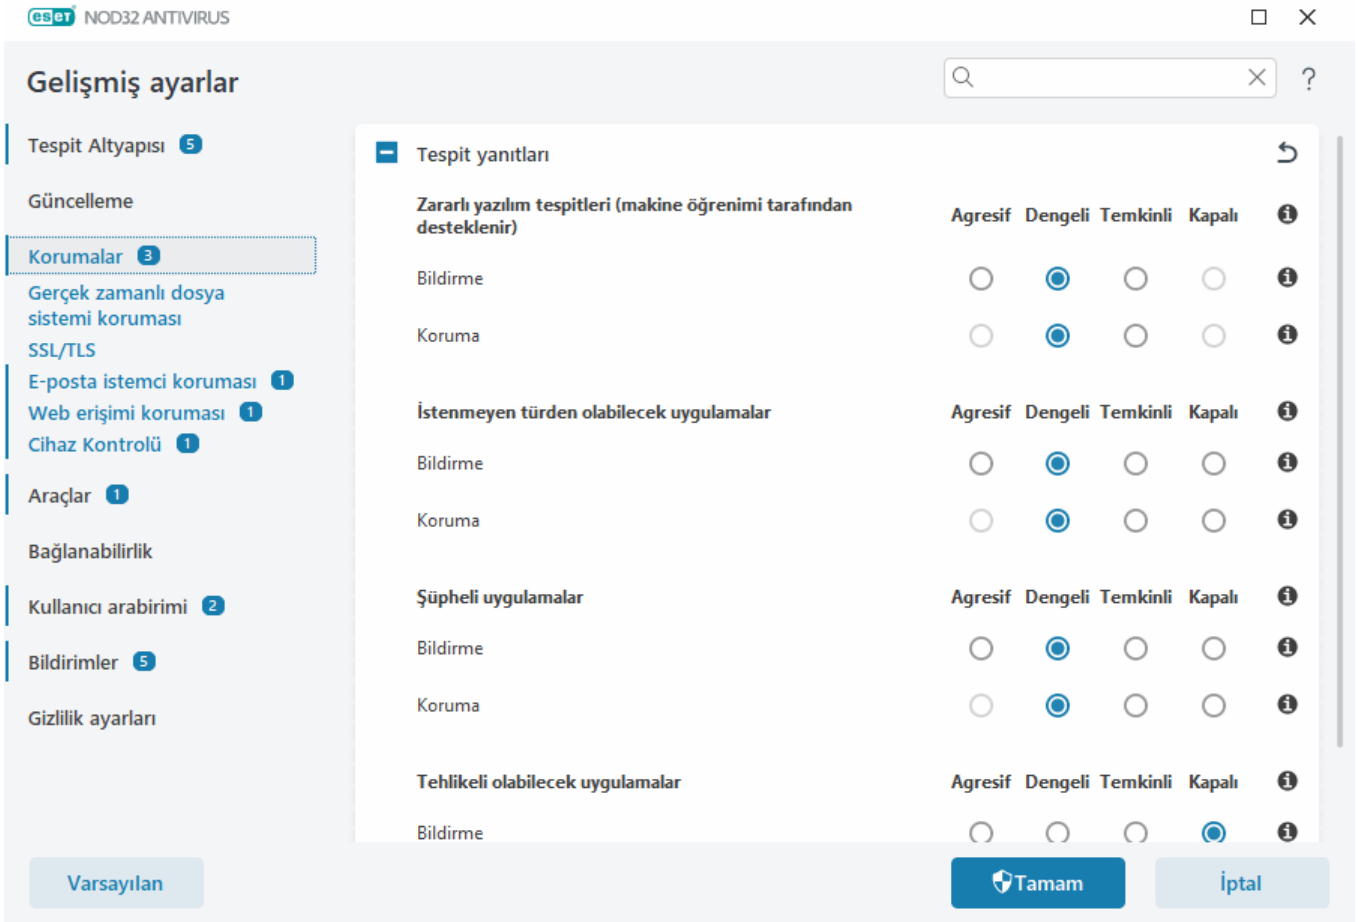 eseT NOD32 ANTIVIRUS
Gelişmiş ayarlar
?
Tespit Altyapısı 5
Güncelleme
Korumalar 3
Gerçek zamanlı dosya
sistemi koruması
SSL/TLS
E-posta istemci koruması 1
Web erişimi koruması 1
Cihaz Kontrolü 1
Araçlar 1
Bağlanabilirlik
Kullanıcı arabirimi 2
Bildirimler 5
Gizlilik ayarları
Tespit yanıtları
Zararlı yazılım tespitleri (makine öğrenimi tarafından
desteklenir)
Agresif Dengeli Temkinli Kapalı
Bildirme
Koruma
İstenmeyen türden olabilecek uygulamalar Agresif Dengeli Temkinli Kapalı
Bildirme
Koruma
Şüpheli uygulamalar Agresif Dengeli Temkinli Kapalı
Bildirme
Koruma
Tehlikeli olabilecek uygulamalar Agresif Dengeli Temkinli Kapalı
Bildirme
Varsayılan Tamam İptal